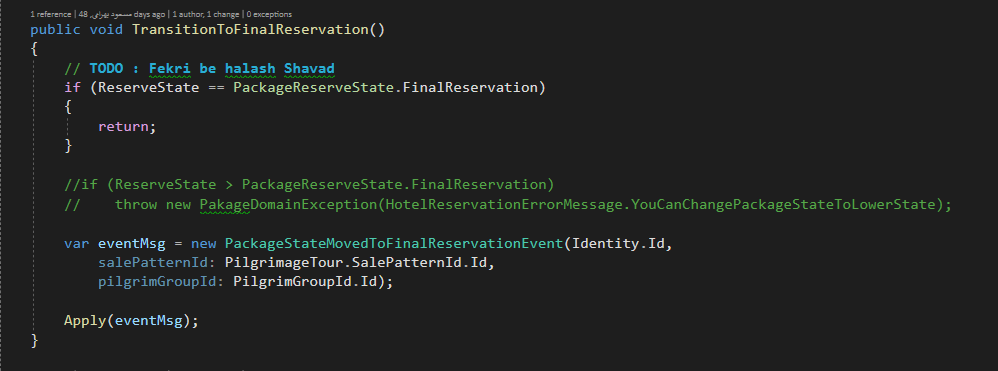 1 reference | مسعود بهرامی, 48 days ago | 1 author, 1 change | 0 exceptions
public void TransitionToFinalReservation()
{
// TODO : Fekri be halash Shavad
if (ReserveState == PackageReserveState.FinalReservation)
{
return;
}
//if (ReserveState > PackageReserveState.FinalReservation)
//    throw new PakageDomainException(HotelReservationErrorMessage.YouCanChangePackageStateToLowerState);
var eventMsg = new PackageStateMovedToFinalReservationEvent(Identity.Id,
salePatternId: PilgrimageTour.SalePatternId.Id,
pilgrimGroupId: PilgrimGroupId.Id);
Apply(eventMsg);
}